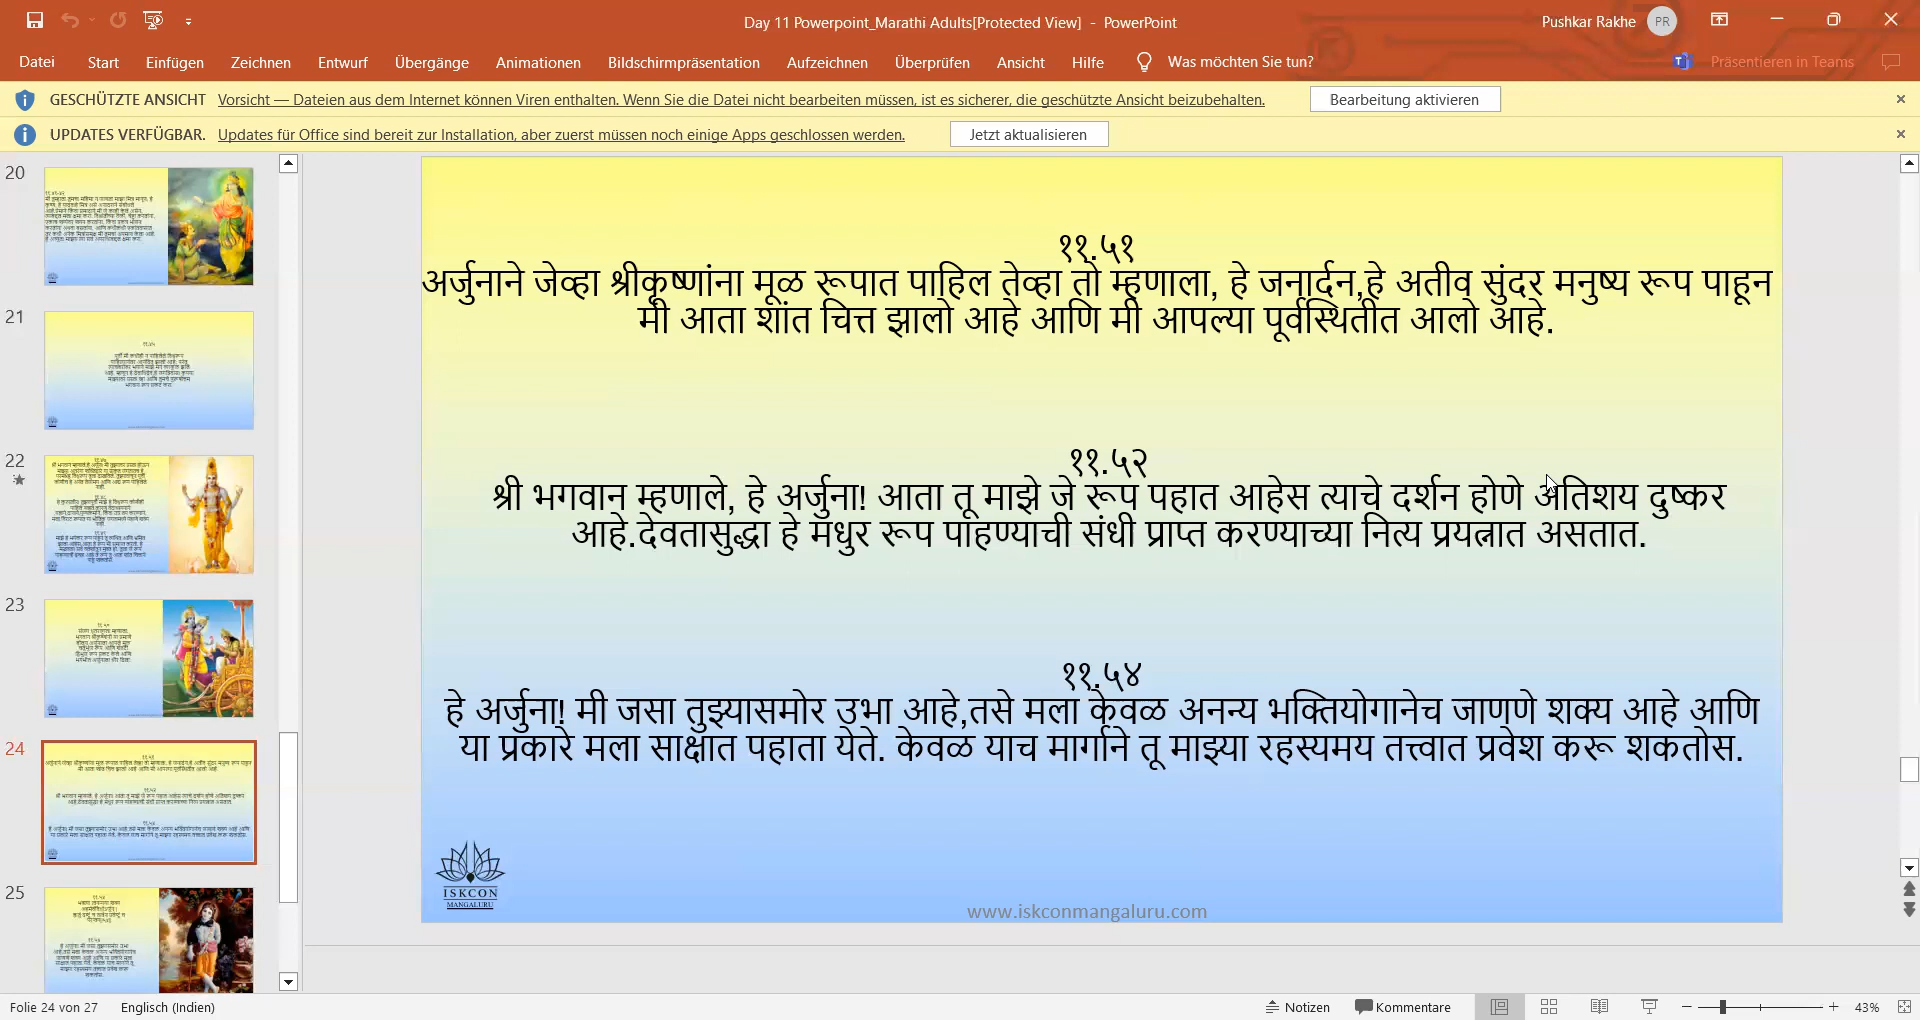 Day 11 Powerpoint_Marathi Adults[Protected View] - PowerPoint
Pushkar Rakhe PR
Datei Start Einfügen Zeichnen Entwurf Übergänge Animationen Bildschirmpräsentation Aufzeichnen Überprüfen Ansicht Hilfe Was möchten Sie tun? Präsentieren in Teams
GESCHÜTZTE ANSICHT Vorsicht — Dateien aus dem Internet können Viren enthalten. Wenn Sie die Datei nicht bearbeiten müssen, ist es sicherer, die geschützte Ansicht beizubehalten. Bearbeitung aktivieren
UPDATES VERFÜGBAR. Updates für Office sind bereit zur Installation, aber zuerst müssen noch einige Apps geschlossen werden. Jetzt aktualisieren
20
21
22
23
24
25
११.५१
अर्जुनाने जेव्हा श्रीकृष्णांना मूळ रूपात पाहिल तेव्हा तो म्हणाला, हे जनार्दन,हे अतीव सुंदर मनुष्य रूप पाहून
मी आता शांत चित्त झालो आहे आणि मी आपल्या पूर्वस्थितीत आलो आहे.
११.५२
श्री भगवान म्हणाले, हे अर्जुना! आता तू माझे जे रूप पहात आहेस त्याचे दर्शन होणे अतिशय दुष्कर
आहे.देवतासुद्धा हे मधुर रूप पाहण्याची संधी प्राप्त करण्याच्या नित्य प्रयत्नात असतात.
११.५४
हे अर्जुना! मी जसा तुझ्यासमोर उभा आहे,तसे मला केवळ अनन्य भक्तियोगानेच जाणणे शक्य आहे आणि
या प्रकारे मला साक्षात पहाता येते. केवळ याच मार्गाने तू माझ्या रहस्यमय तत्त्वात प्रवेश करू शकतोस.
ISKCON
MANGALURU
www.iskconmangaluru.com
Folie 24 von 27 Englisch (Indien) Notizen Kommentare 43%